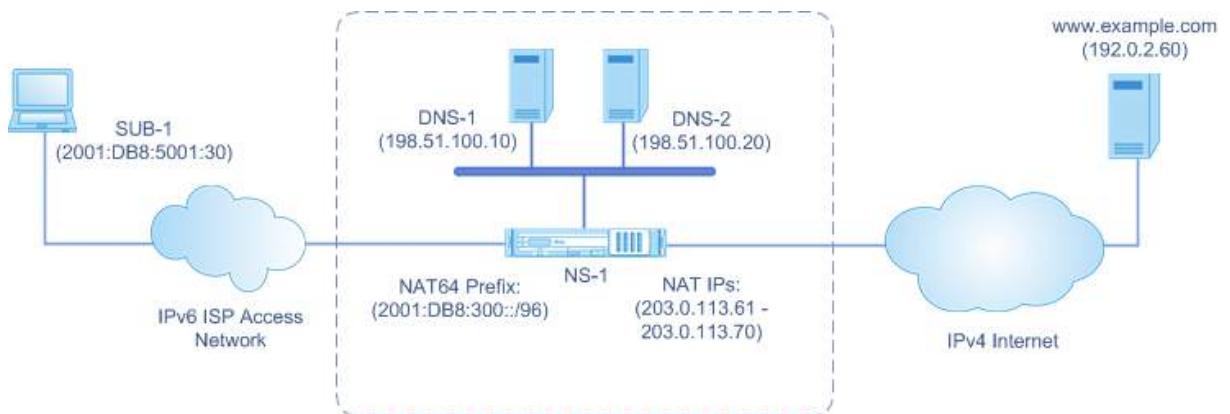 www.example.com
(192.0.2.60)
DNS-1
(198.51.100.10)
DNS-2
(198.51.100.20)
SUB-1
(2001:DB8:5001:30)
NS-1
NAT64 Prefix:
(2001:DB8:300::/96)
NAT IPs:
(203.0.113.61 -
203.0.113.70)
IPv6 ISP Access
Network
IPv4 Internet